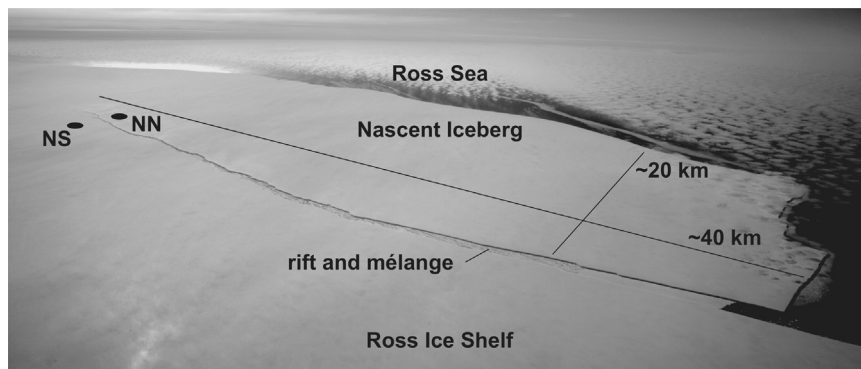 Ross Sea
NS
NN
Nascent Iceberg
~20 km
~40 km
rift and mélange
Ross Ice Shelf